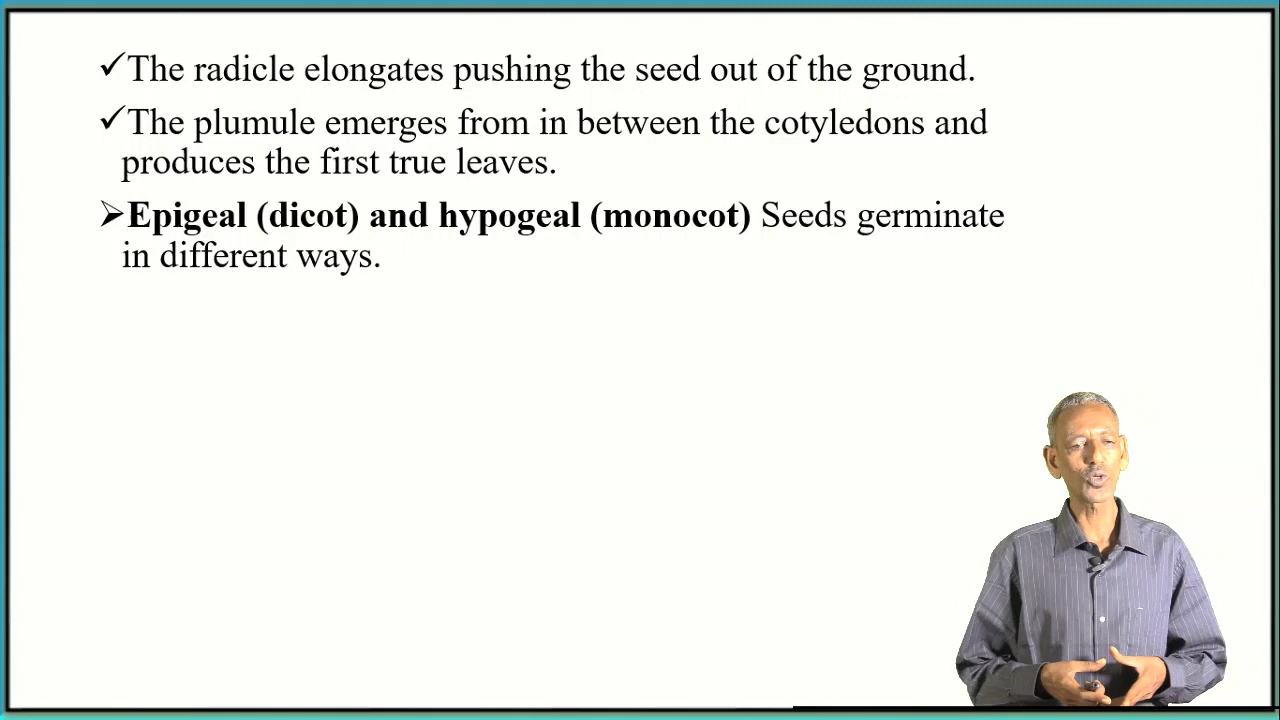 ✓The radicle elongates pushing the seed out of the ground.
✓The plumule emerges from in between the cotyledons and
produces the first true leaves.
➢Epigeal (dicot) and hypogeal (monocot) Seeds germinate
in different ways.